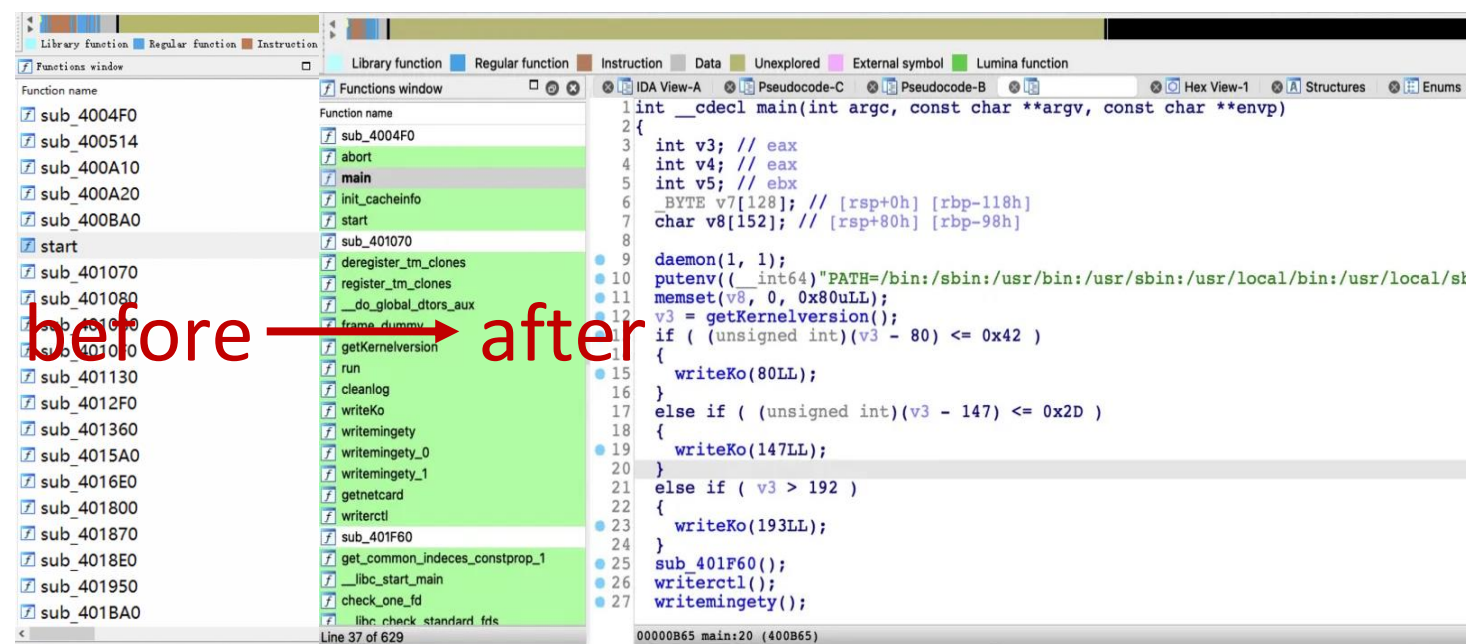 Library function Regular function Instruction
Functions window
Function name
sub_4004F0
sub_400514
sub_400A10
sub_400A20
sub_400BA0
start
sub_401070
sub_401080
sub_4010F0
sub_401130
sub_4012F0
sub_401360
sub_4015A0
sub_4016E0
sub_401800
sub_401870
sub_4018E0
sub_401950
sub_401BA0
before
after
Library function Regular function Instruction Data Unexplored External symbol Lumina function
Functions window
Function name
sub_4004F0
abort
main
init_cacheinfo
start
sub_401070
deregister_tm_clones
register_tm_clones
__do_global_dtors_aux
frame_dummy
getKernelversion
run
cleanlog
writeKo
writemingety
writemingety_0
writemingety_1
getnetcard
writerctl
sub_401F60
get_common_indeces_constprop_1
__libc_start_main
check_one_fd
__libc_check_standard_fds
Line 37 of 629
IDA View-A Pseudocode-C Pseudocode-B Hex View-1 Structures Enums
1 int __cdecl main(int argc, const char **argv, const char **envp)
2 {
3 int v3; // eax
4 int v4; // eax
5 int v5; // ebx
6 _BYTE v7[128]; // [rsp+0h] [rbp-118h]
7 char v8[152]; // [rsp+80h] [rbp-98h]
8
9 daemon(1, 1);
10 putenv((__int64)"PATH=/bin:/sbin:/usr/bin:/usr/sbin:/usr/local/bin:/usr/local/sb
11 memset(v8, 0, 0x80uLL);
12 v3 = getKernelversion();
if ( (unsigned int)(v3 - 80) <= 0x42 )
{
15 writeKo(80LL);
16 }
17 else if ( (unsigned int)(v3 - 147) <= 0x2D )
18 {
19 writeKo(147LL);
20 }
21 else if ( v3 > 192 )
22 {
23 writeKo(193LL);
24 }
25 sub_401F60();
26 writerctl();
27 writemingety();
00000B65 main:20 (400B65)